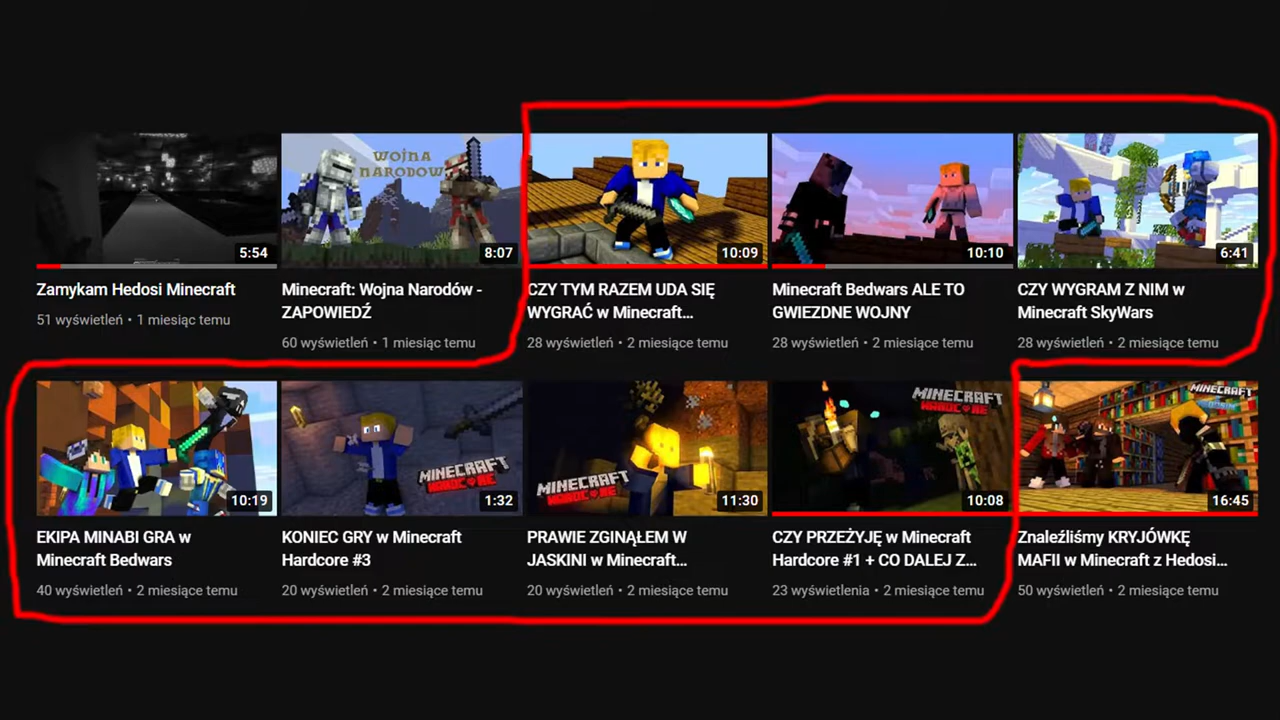 WOJNA
NARODOW
5:54
8:07
10:09
10:10
6:41
Zamykam Hedosi Minecraft
51 wyświetleń • 1 miesiąc temu
Minecraft: Wojna Narodów -
ZAPOWIEDŹ
60 wyświetleń • 1 miesiąc temu
CZY TYM RAZEM UDA SIĘ
WYGRAĆ w Minecraft...
28 wyświetleń • 2 miesiące temu
Minecraft Bedwars ALE TO
GWIEZDNE WOJNY
28 wyświetleń • 2 miesiące temu
CZY WYGRAM Z NIM w
Minecraft SkyWars
28 wyświetleń • 2 miesiące temu
10:19
MINECRAFT
HARDCORE
1:32
MINECRAFT
HARDCORE
11:30
MINECRAFT
HARDCORE
10:08
MINECRAFT
16:45
EKIPA MINABI GRA w
Minecraft Bedwars
40 wyświetleń • 2 miesiące temu
KONIEC GRY w Minecraft
Hardcore #3
20 wyświetleń • 2 miesiące temu
PRAWIE ZGINĄŁEM W
JASKINI w Minecraft...
20 wyświetleń • 2 miesiące temu
CZY PRZEŻYJĘ w Minecraft
Hardcore #1 + CO DALEJ Z...
23 wyświetlenia • 2 miesiące temu
Znaleźliśmy KRYJÓWKĘ
MAFII w Minecraft z Hedosi...
50 wyświetleń • 2 miesiące temu